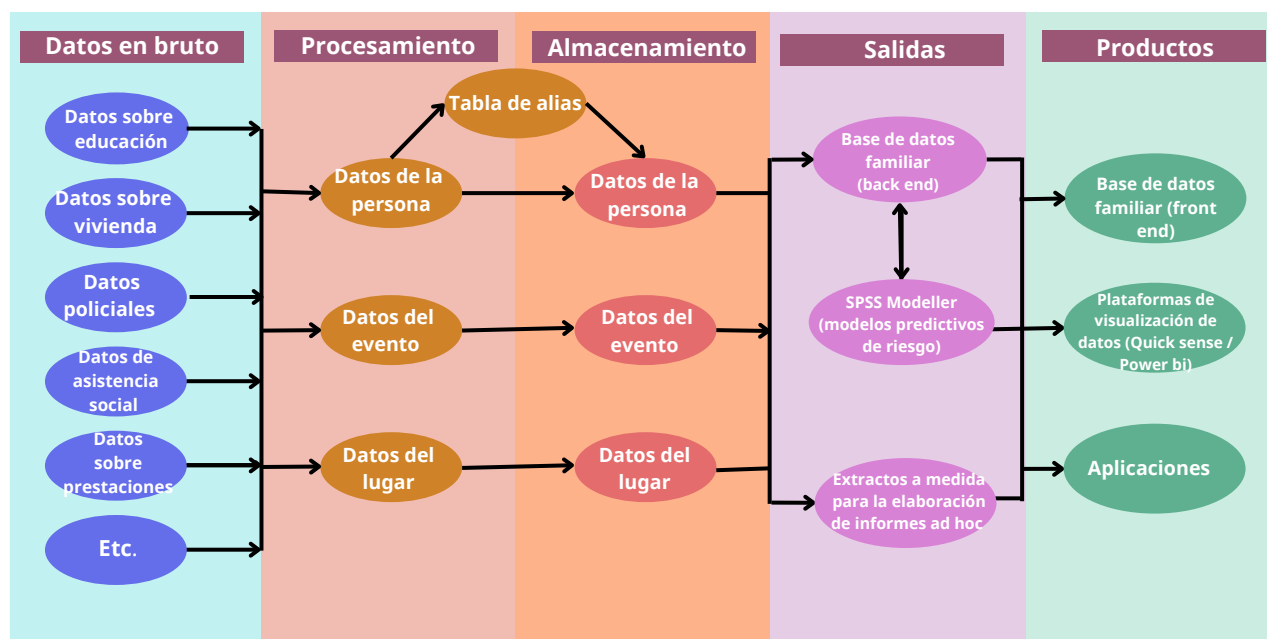 Datos en bruto
Procesamiento
Almacenamiento
Salidas
Productos
Datos sobre
educación
Datos sobre
vivienda
Datos
policiales
Datos de
asistencia
social
Datos
sobre
prestaciones
Etc.
Tabla de alias
Datos de la
persona
Datos del
evento
Datos del
lugar
Datos de la
persona
Datos del
evento
Datos del
lugar
Base de datos
familiar
(back end)
SPSS Modeller
(modelos predictivos
de riesgo)
Extractos a medida
para la elaboración
de informes ad hoc
Base de datos
familiar (front
end)
Plataformas de
visualización de
datos (Quick sense /
Power bi)
Aplicaciones